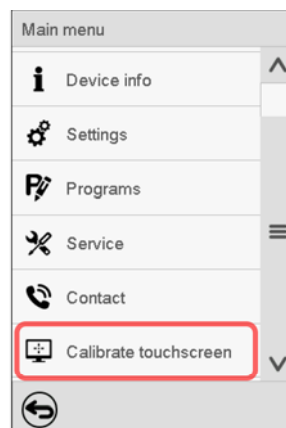 Main menu
Device info
Settings
Programs
Service
Contact
Calibrate touchscreen